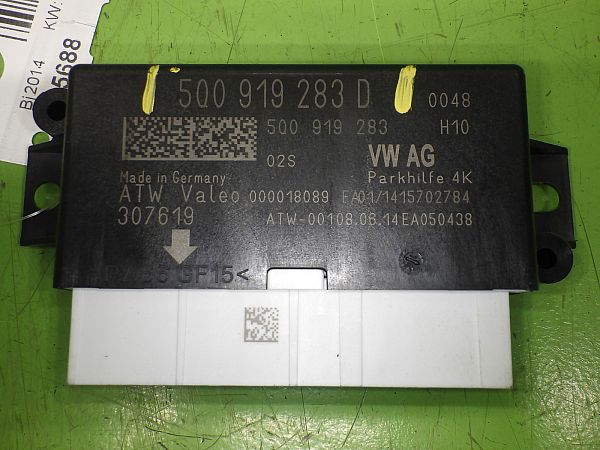 Bi2014 KW:
5688
5Q0 919 283 D 0048
5Q0 919 283 H10
02S VW AG
Made in Germany Parkhilfe 4K
ATW Valeo 000018089 EA01/1415702784
307619 ATW-00108.06.14EA050438
GF15<